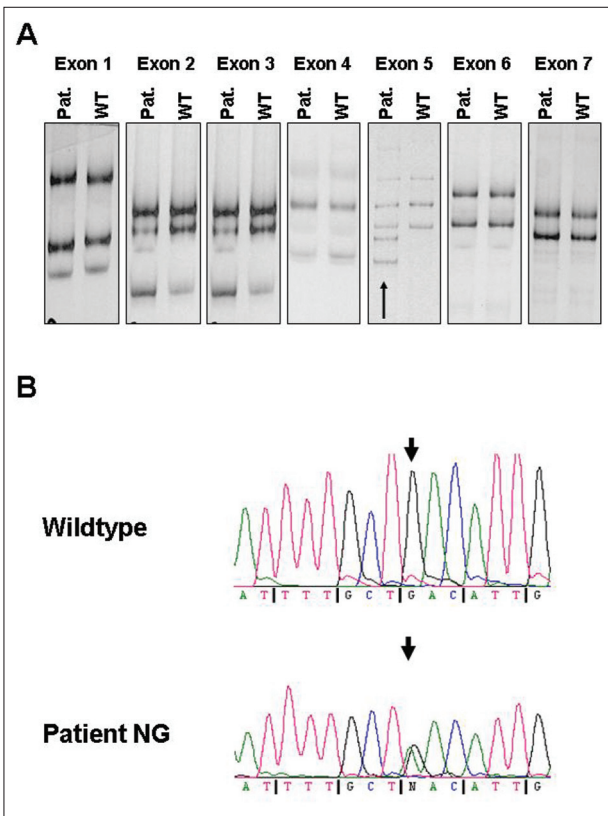 A
Exon 1 Exon 2 Exon 3 Exon 4 Exon 5 Exon 6 Exon 7
Pat. WT Pat. WT Pat. WT Pat. WT Pat. WT Pat. WT Pat. WT
B
Wildtype
A T | T T | G C T | G A C | A T T | G
Patient NG
A T | T T | G C T | N A C | A T T | G